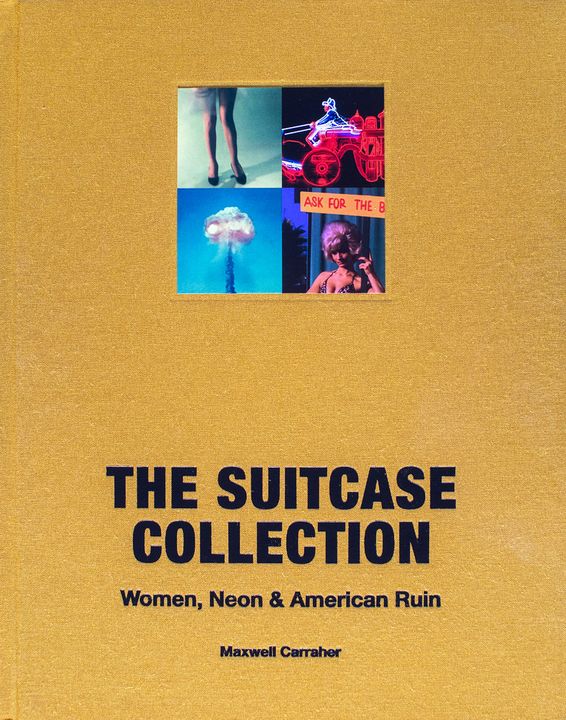 ASK FOR THE B
THE SUITCASE
COLLECTION
Women, Neon & American Ruin
Maxwell Carraher